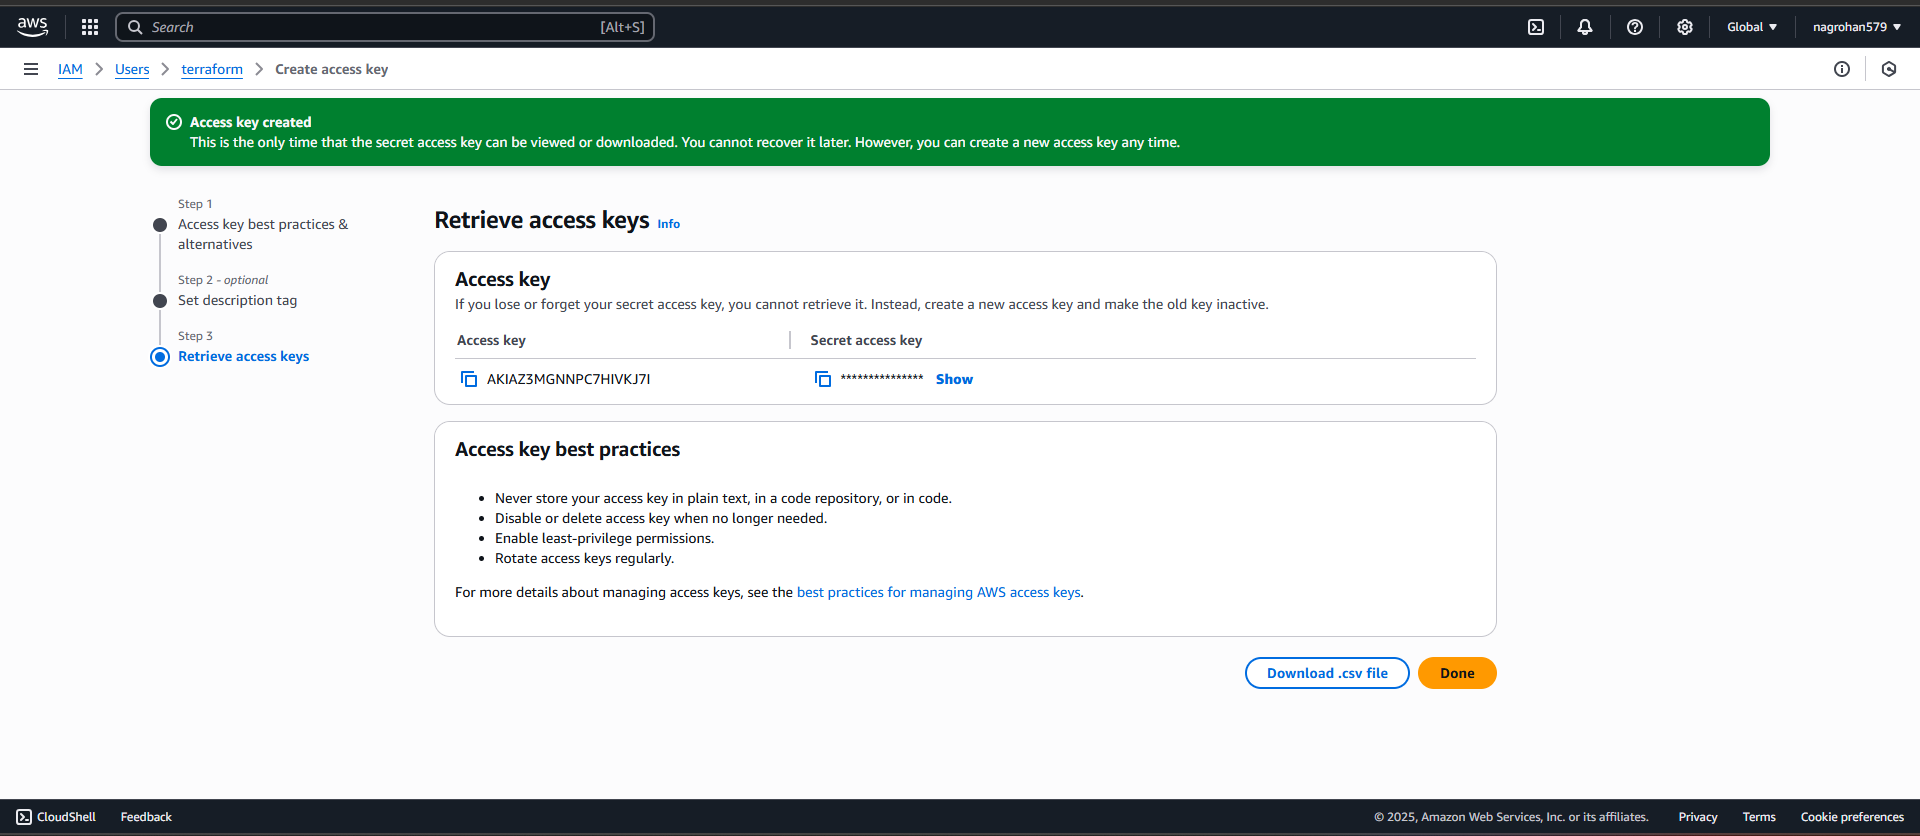 aws
Search
[Alt+S]
Global
nagrohan579
IAM > Users > terraform > Create access key
Access key created
This is the only time that the secret access key can be viewed or downloaded. You cannot recover it later. However, you can create a new access key any time.
Step 1
Access key best practices &
alternatives
Step 2 - optional
Set description tag
Step 3
Retrieve access keys
Retrieve access keys Info
Access key
If you lose or forget your secret access key, you cannot retrieve it. Instead, create a new access key and make the old key inactive.
Access key
Secret access key
AKIAZ3MGNNPC7HIVKJ7I
*************** Show
Access key best practices
• Never store your access key in plain text, in a code repository, or in code.
• Disable or delete access key when no longer needed.
• Enable least-privilege permissions.
• Rotate access keys regularly.
For more details about managing access keys, see the best practices for managing AWS access keys.
Download .csv file
Done
CloudShell
Feedback
© 2025, Amazon Web Services, Inc. or its affiliates.
Privacy
Terms
Cookie preferences